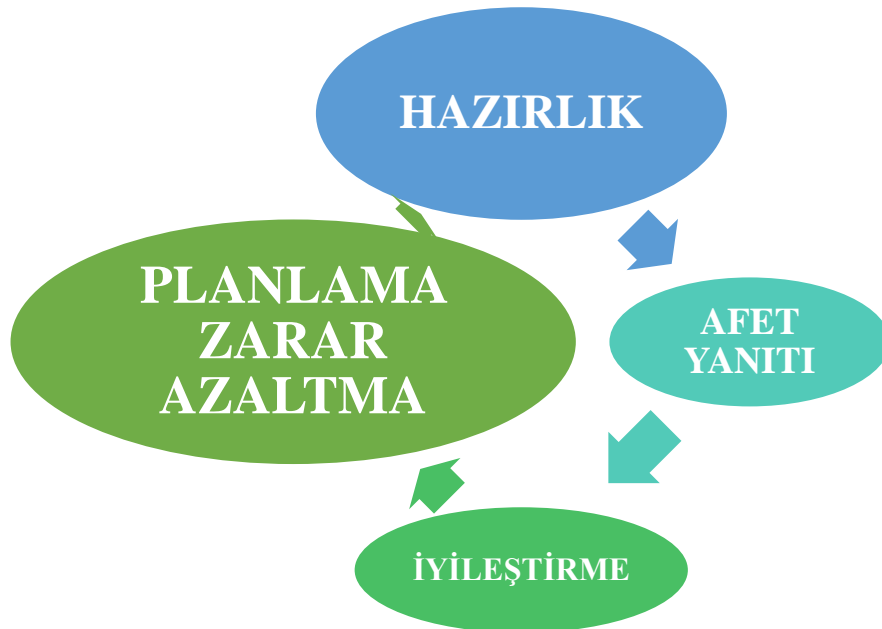 HAZIRLIK
PLANLAMA
ZARAR
AZALTMA
AFET
YANITI
İYİLEŞTİRME